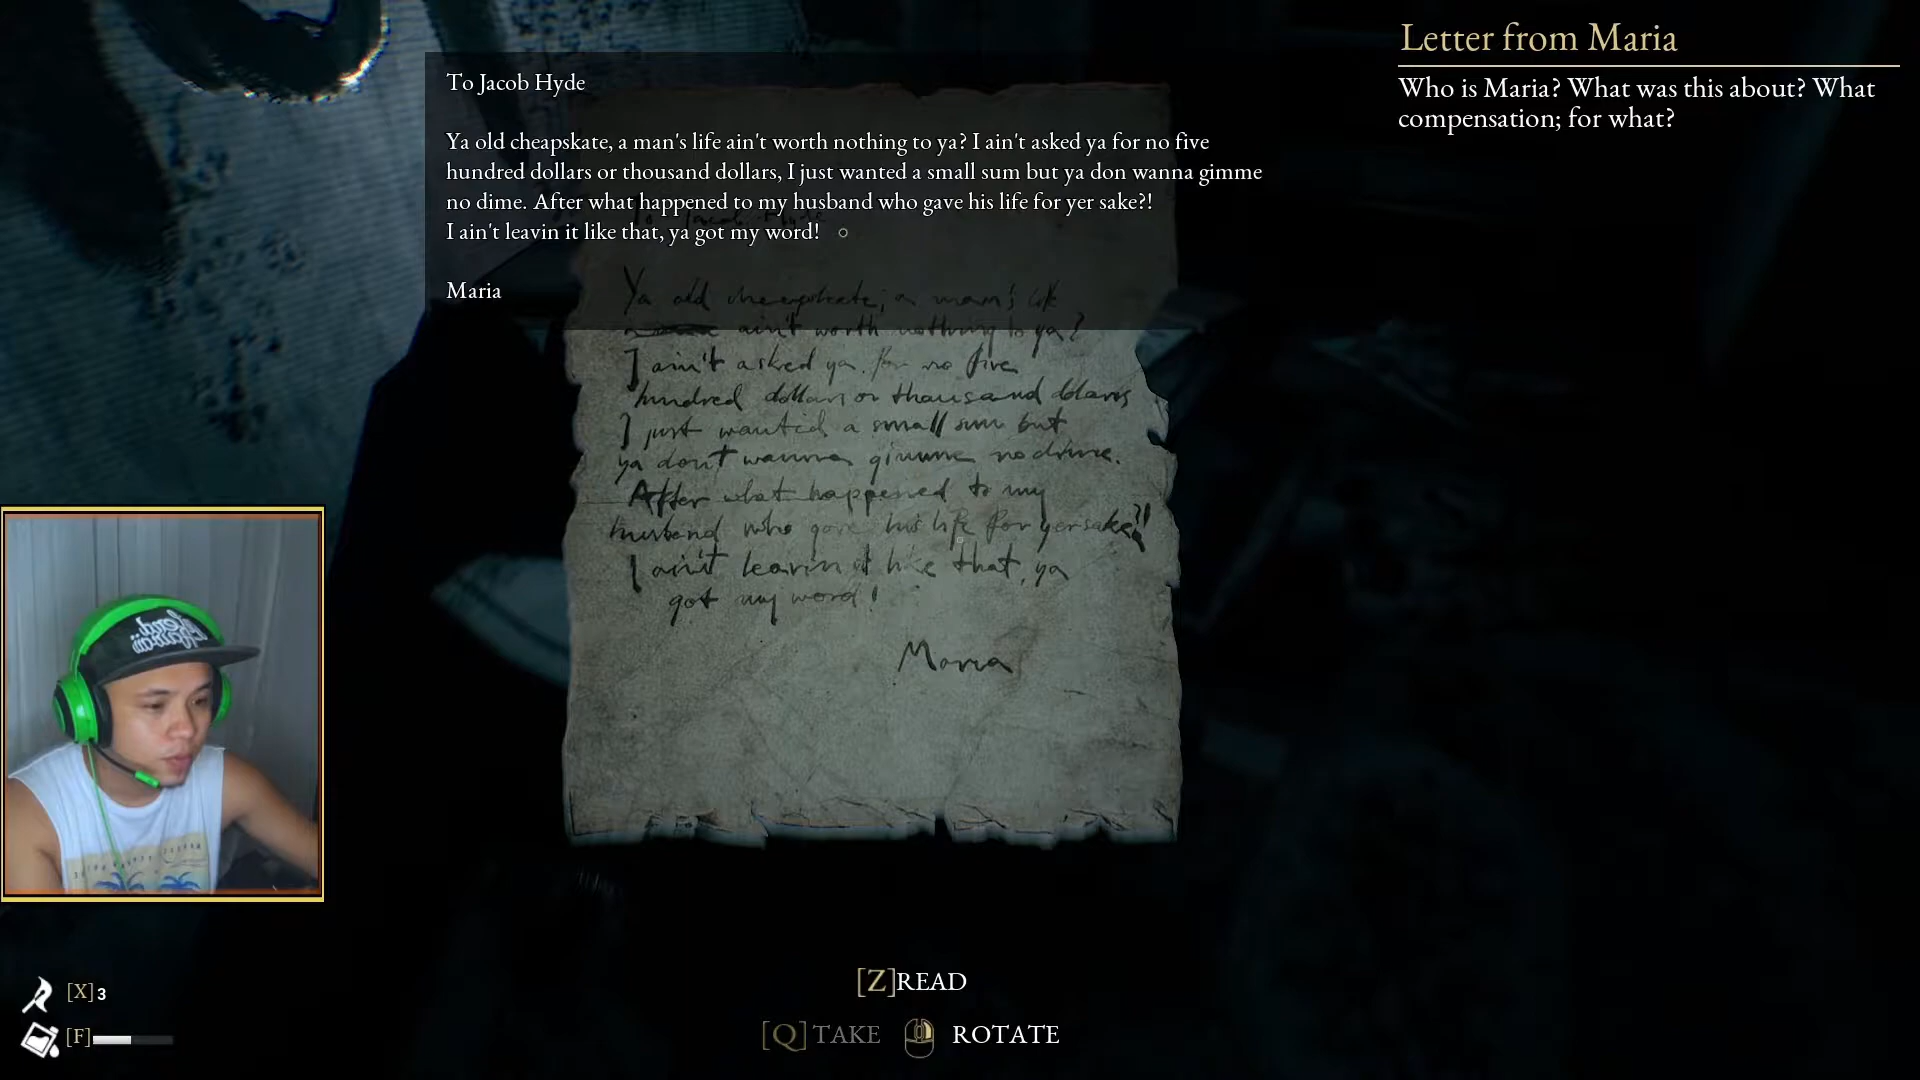 Letter from Maria
Who is Maria? What was this about? What
compensation; for what?
To Jacob Hyde
Ya old cheapskate, a man's life ain't worth nothing to ya? I ain't asked ya for no five
hundred dollars or thousand dollars, I just wanted a small sum but ya don wanna gimme
no dime. After what happened to my husband who gave his life for yer sake?!
I ain't leavin it like that, ya got my word!
Maria
To Jacob Hyde
Ya old cheapskate, a man's life
ain't worth nothing to ya?
I ain't asked ya for no five
hundred dollars or thousand dollars
I just wanted a small sum but
ya don't wanna gimme no dime.
After what happened to my
husband who gave his life for yer sake?!
I ain't leavin it like that, ya
got my word!
Maria
[X] 3
[F]
[Z] READ
[Q] TAKE ROTATE